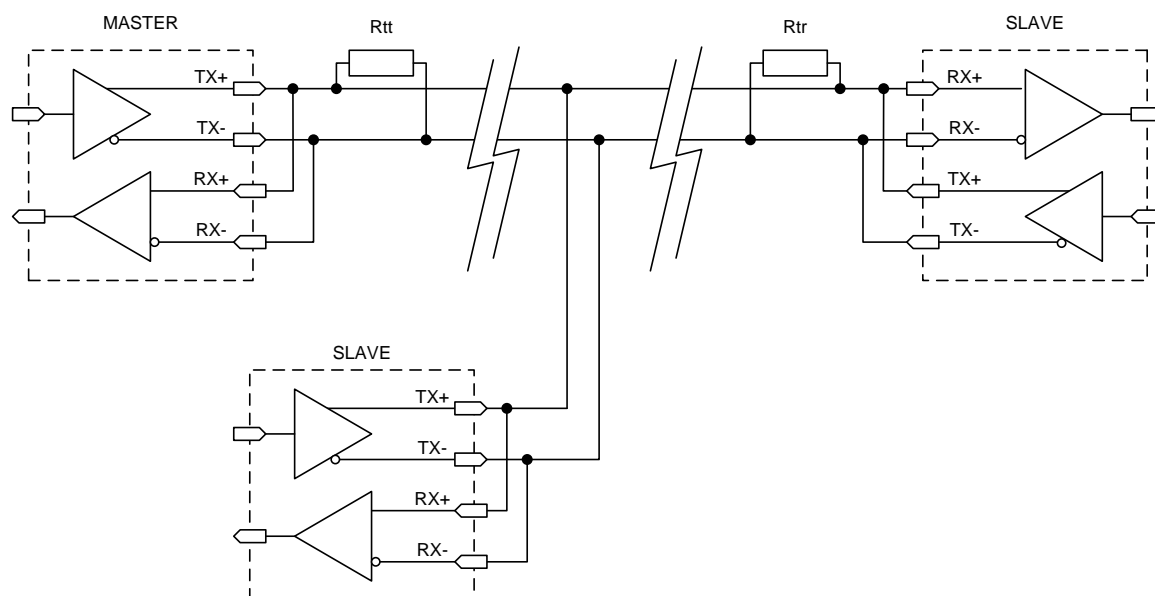 MASTER
Rtt
Rtr
SLAVE
TX+
TX-
RX+
RX-
RX+
RX-
TX+
TX-
SLAVE
TX+
TX-
RX+
RX-